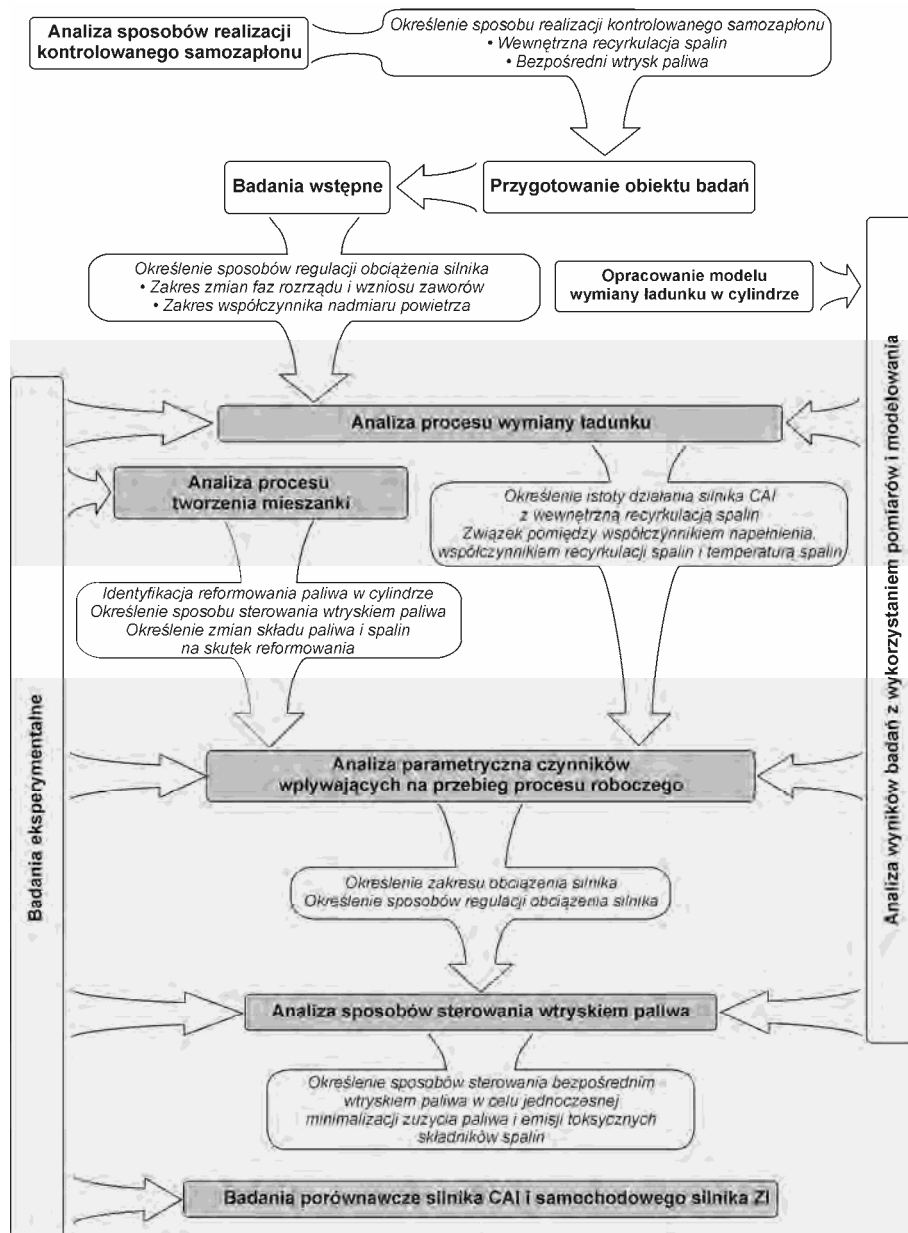 Analiza sposobów realizacji
kontrolowanego samozapłonu
Określenie sposobu realizacji kontrolowanego samozapłonu
• Wewnętrzna recyrkulacja spalin
• Bezpośredni wtrysk paliwa
Badania wstępne
Przygotowanie obiektu badań
Określenie sposobów regulacji obciążenia silnika
• Zakres zmian faz rozrządu i wzniosu zaworów
• Zakres współczynnika nadmiaru powietrza
Opracowanie modelu
wymiany ładunku w cylindrze
Analiza procesu wymiany ładunku
Analiza procesu
tworzenia mieszanki
Określenie istoty działania silnika CAI
z wewnętrzną recyrkulacją spalin
Związek pomiędzy współczynnikiem napełnienia,
współczynnikiem recyrkulacji spalin i temperaturą spalin
Identyfikacja reformowania paliwa w cylindrze
Określenie sposobu sterowania wtryskiem paliwa
Określenie zmian składu paliwa i spalin
na skutek reformowania
Analiza parametryczna czynników
wpływających na przebieg procesu roboczego
Określenie zakresu obciążenia silnika
Określenie sposobów regulacji obciążenia silnika
Analiza sposobów sterowania wtryskiem paliwa
Określenie sposobów sterowania bezpośrednim
wtryskiem paliwa w celu jednoczesnej
minimalizacji zużycia paliwa i emisji toksycznych
składników spalin
Badania porównawcze silnika CAI i samochodowego silnika ZI
Badania eksperymentalne
Analiza wyników badań z wykorzystaniem pomiarów i modelowania